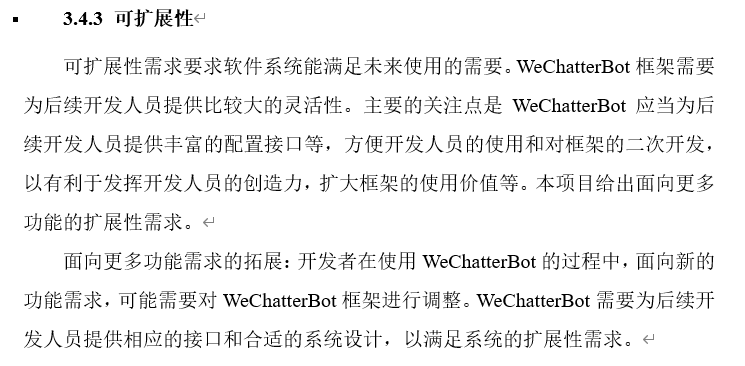 3.4.3 可扩展性
可扩展性需求要求软件系统能满足未来使用的需要。WeChatterBot 框架需要
为后续开发人员提供比较大的灵活性。主要的关注点是 WeChatterBot 应当为后
续开发人员提供丰富的配置接口等，方便开发人员的使用和对框架的二次开发，
以有利于发挥开发人员的创造力，扩大框架的使用价值等。本项目给出面向更多
功能的扩展性需求。
面向更多功能需求的拓展：开发者在使用 WeChatterBot 的过程中，面向新的
功能需求，可能需要对 WeChatterBot 框架进行调整。WeChatterBot 需要为后续开
发人员提供相应的接口和合适的系统设计，以满足系统的扩展性需求。